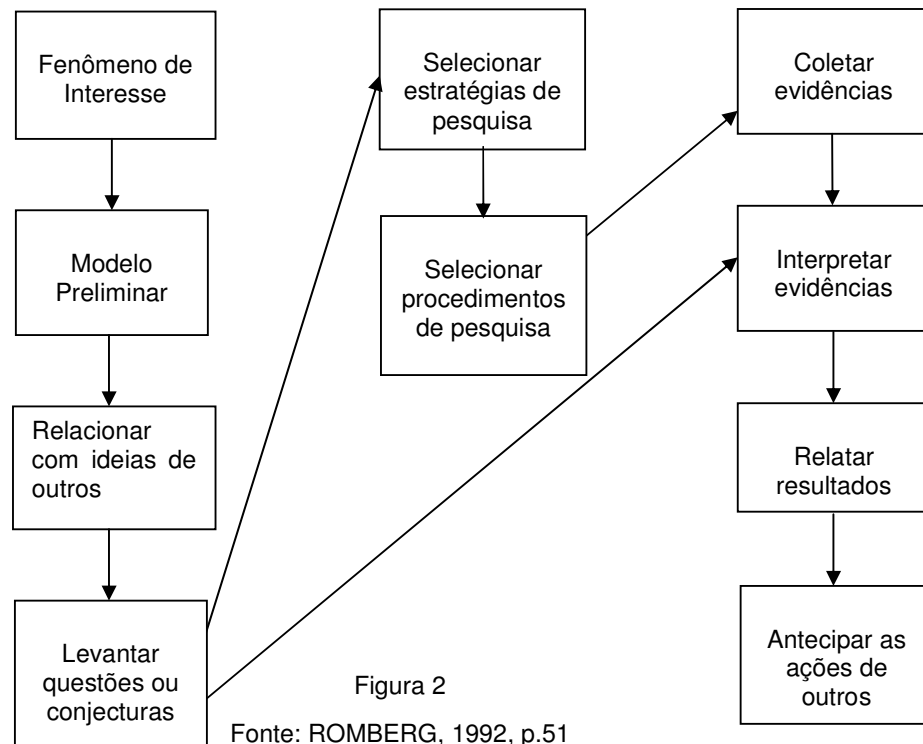 Fenômeno de
Interesse
Modelo
Preliminar
Relacionar
com ideias de
outros
Levantar
questões ou
conjecturas
Selecionar
estratégias de
pesquisa
Selecionar
procedimentos
de pesquisa
Coletar
evidências
Interpretar
evidências
Relatar
resultados
Antecipar as
ações de
outros
Figura 2
Fonte: ROMBERG, 1992, p.51